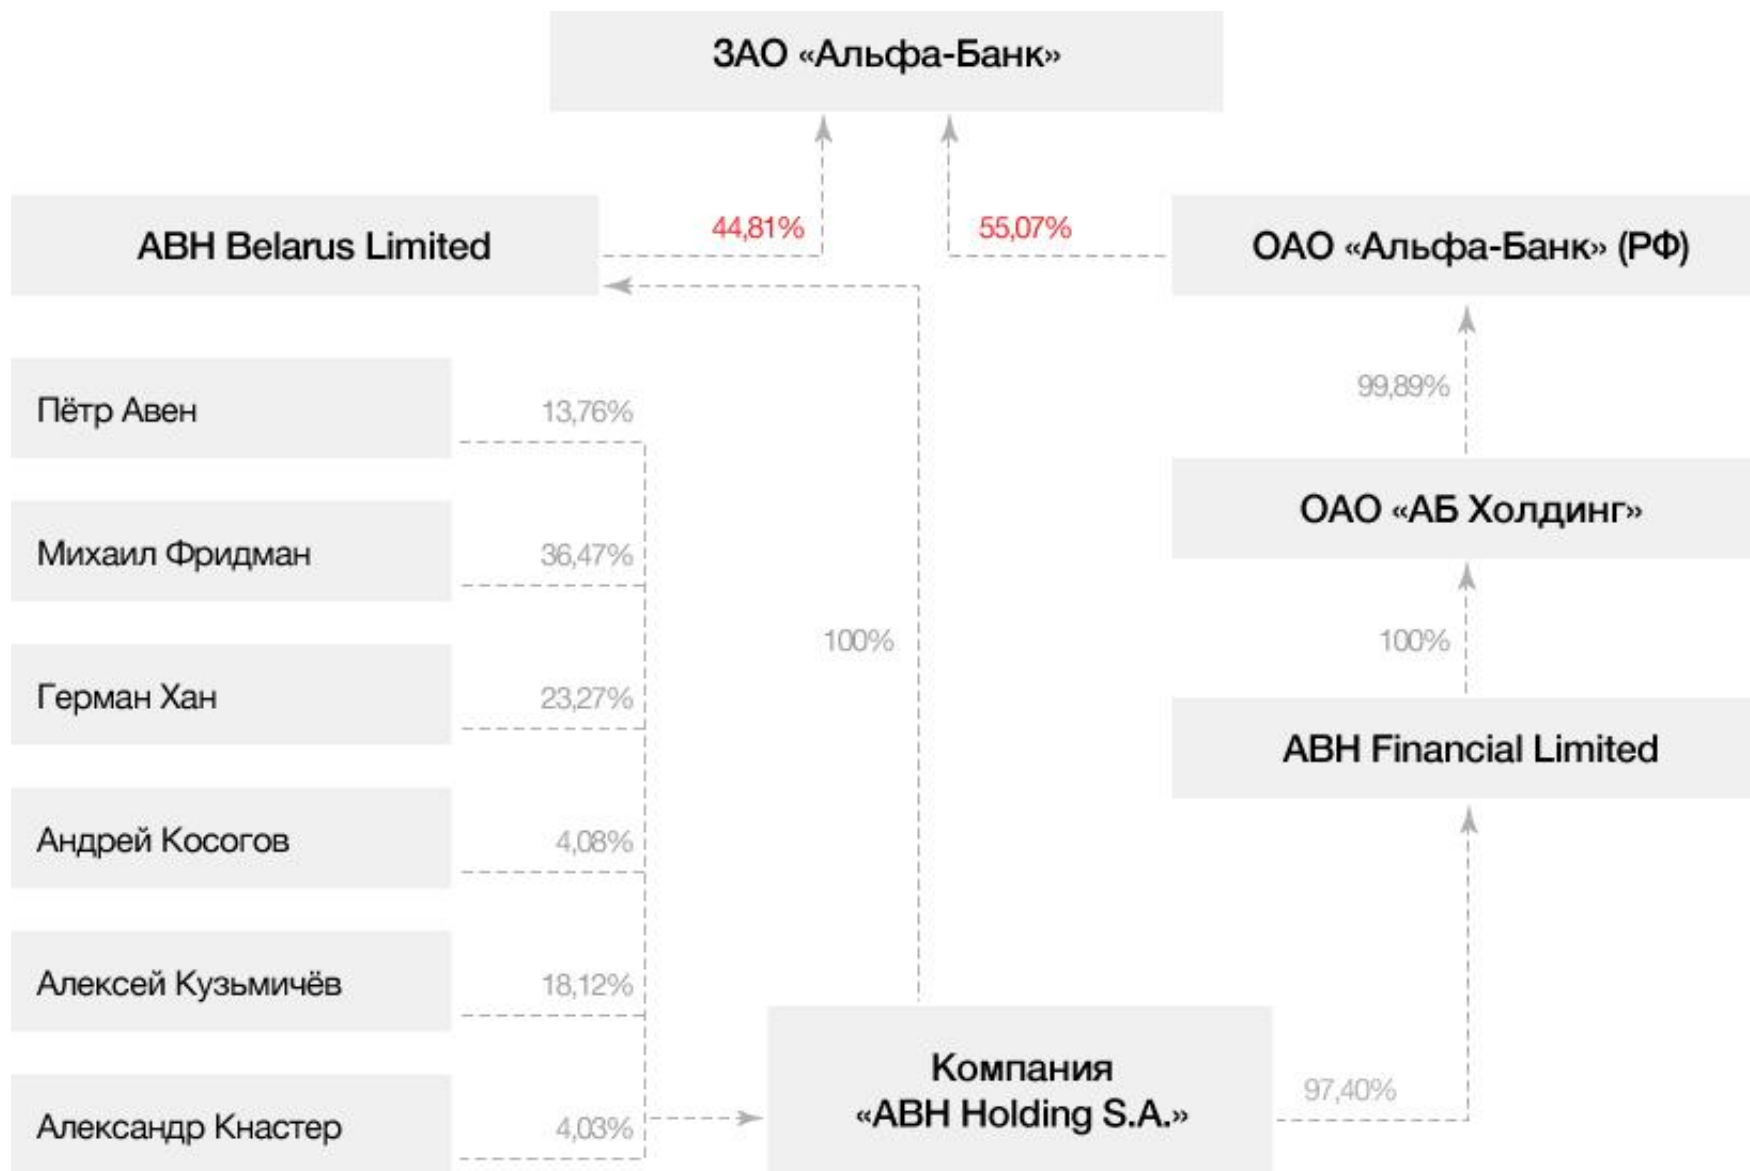 ЗАО «Альфа-Банк»
44,81%
55,07%
ABH Belarus Limited
ОАО «Альфа-Банк» (РФ)
99,89%
Пётр Авен
13,76%
ОАО «АБ Холдинг»
Михаил Фридман
36,47%
100%
100%
Герман Хан
23,27%
ABH Financial Limited
Андрей Косогов
4,08%
Алексей Кузьмичёв
18,12%
Компания
«ABH Holding S.A.»
97,40%
Александр Кнастер
4,03%